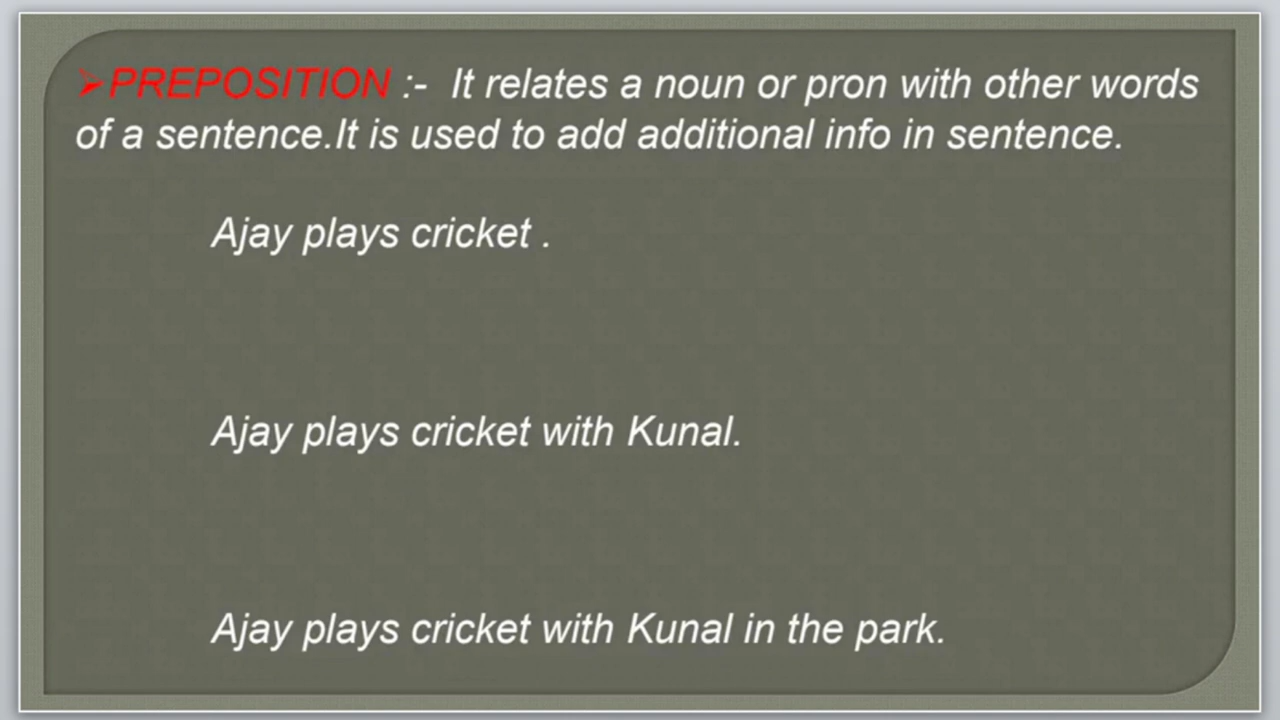 ➢PREPOSITION :- It relates a noun or pron with other words
of a sentence.It is used to add additional info in sentence.
Ajay plays cricket .
Ajay plays cricket with Kunal.
Ajay plays cricket with Kunal in the park.